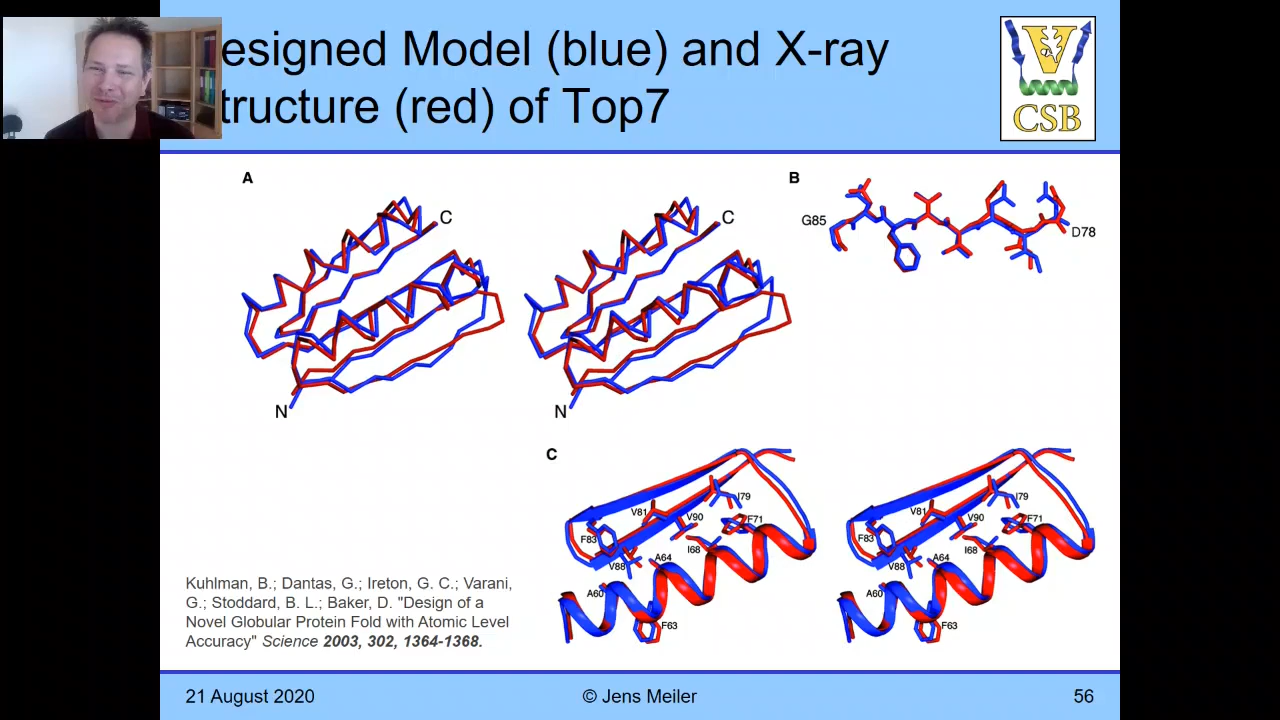 esigned Model (blue) and X-ray
tructure (red) of Top7
V
CSB
A
C
C
N
N
B
G85
D78
C
I79
V81
V90
F71
F83
I68
V88
A64
A60
F63
I79
V81
V90
F71
F83
I68
V88
A64
A60
F63
Kuhlman, B.; Dantas, G.; Ireton, G. C.; Varani,
G.; Stoddard, B. L.; Baker, D. "Design of a
Novel Globular Protein Fold with Atomic Level
Accuracy" Science 2003, 302, 1364-1368.
21 August 2020
© Jens Meiler
56